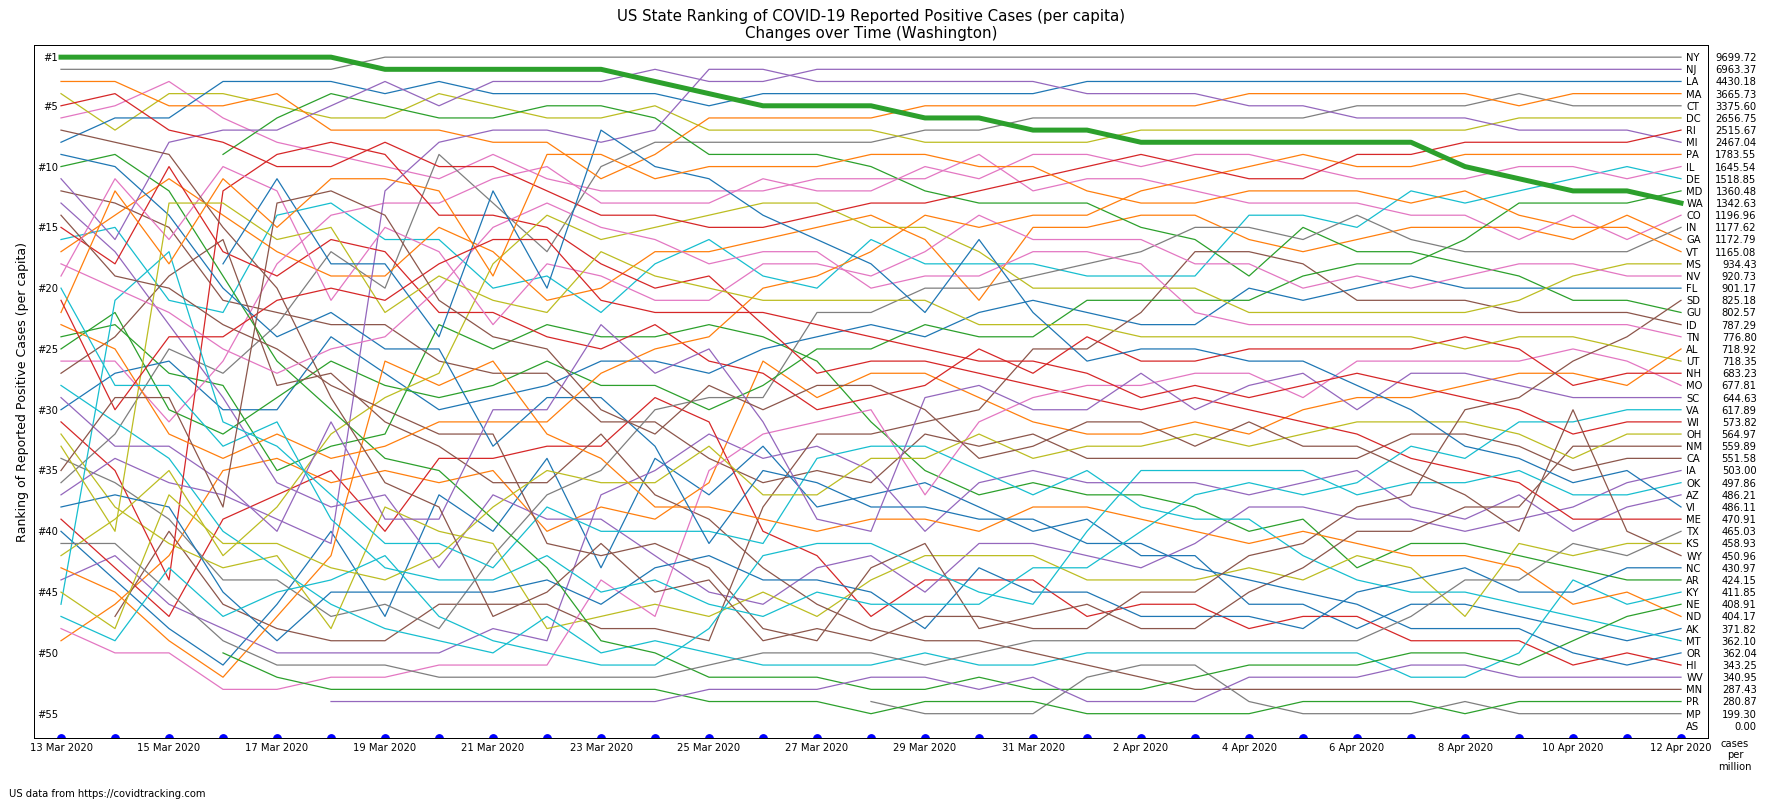 US State Ranking of COVID-19 Reported Positive Cases (per capita)
Changes over Time (Washington)
Ranking of Reported Positive Cases (per capita)
#1
#5
#10
#15
#20
#25
#30
#35
#40
#45
#50
#55
NY 9699.72
NJ 6963.37
LA 4430.18
MA 3665.73
CT 3375.60
DC 2656.75
RI 2515.67
MI 2467.04
PA 1783.55
IL 1645.54
DE 1518.85
MD 1360.48
WA 1342.63
CO 1196.96
IN 1177.62
GA 1172.79
VT 1165.08
MS 934.43
NV 920.73
FL 901.17
SD 825.18
GU 802.57
ID 787.29
TN 776.80
AL 718.92
UT 718.35
NH 683.23
MO 677.81
SC 644.63
VA 617.89
WI 573.82
OH 564.97
NM 559.89
CA 551.58
IA 503.00
OK 497.86
AZ 486.21
VI 486.11
ME 470.91
TX 465.03
KS 458.93
WY 450.96
NC 430.97
AR 424.15
KY 411.85
NE 408.91
ND 404.17
AK 371.82
MT 362.10
OR 362.04
HI 343.25
WV 340.95
MN 287.43
PR 280.87
MP 199.30
AS 0.00
13 Mar 2020 15 Mar 2020 17 Mar 2020 19 Mar 2020 21 Mar 2020 23 Mar 2020 25 Mar 2020 27 Mar 2020 29 Mar 2020 31 Mar 2020 2 Apr 2020 4 Apr 2020 6 Apr 2020 8 Apr 2020 10 Apr 2020 12 Apr 2020
cases
per
million
US data from https://covidtracking.com